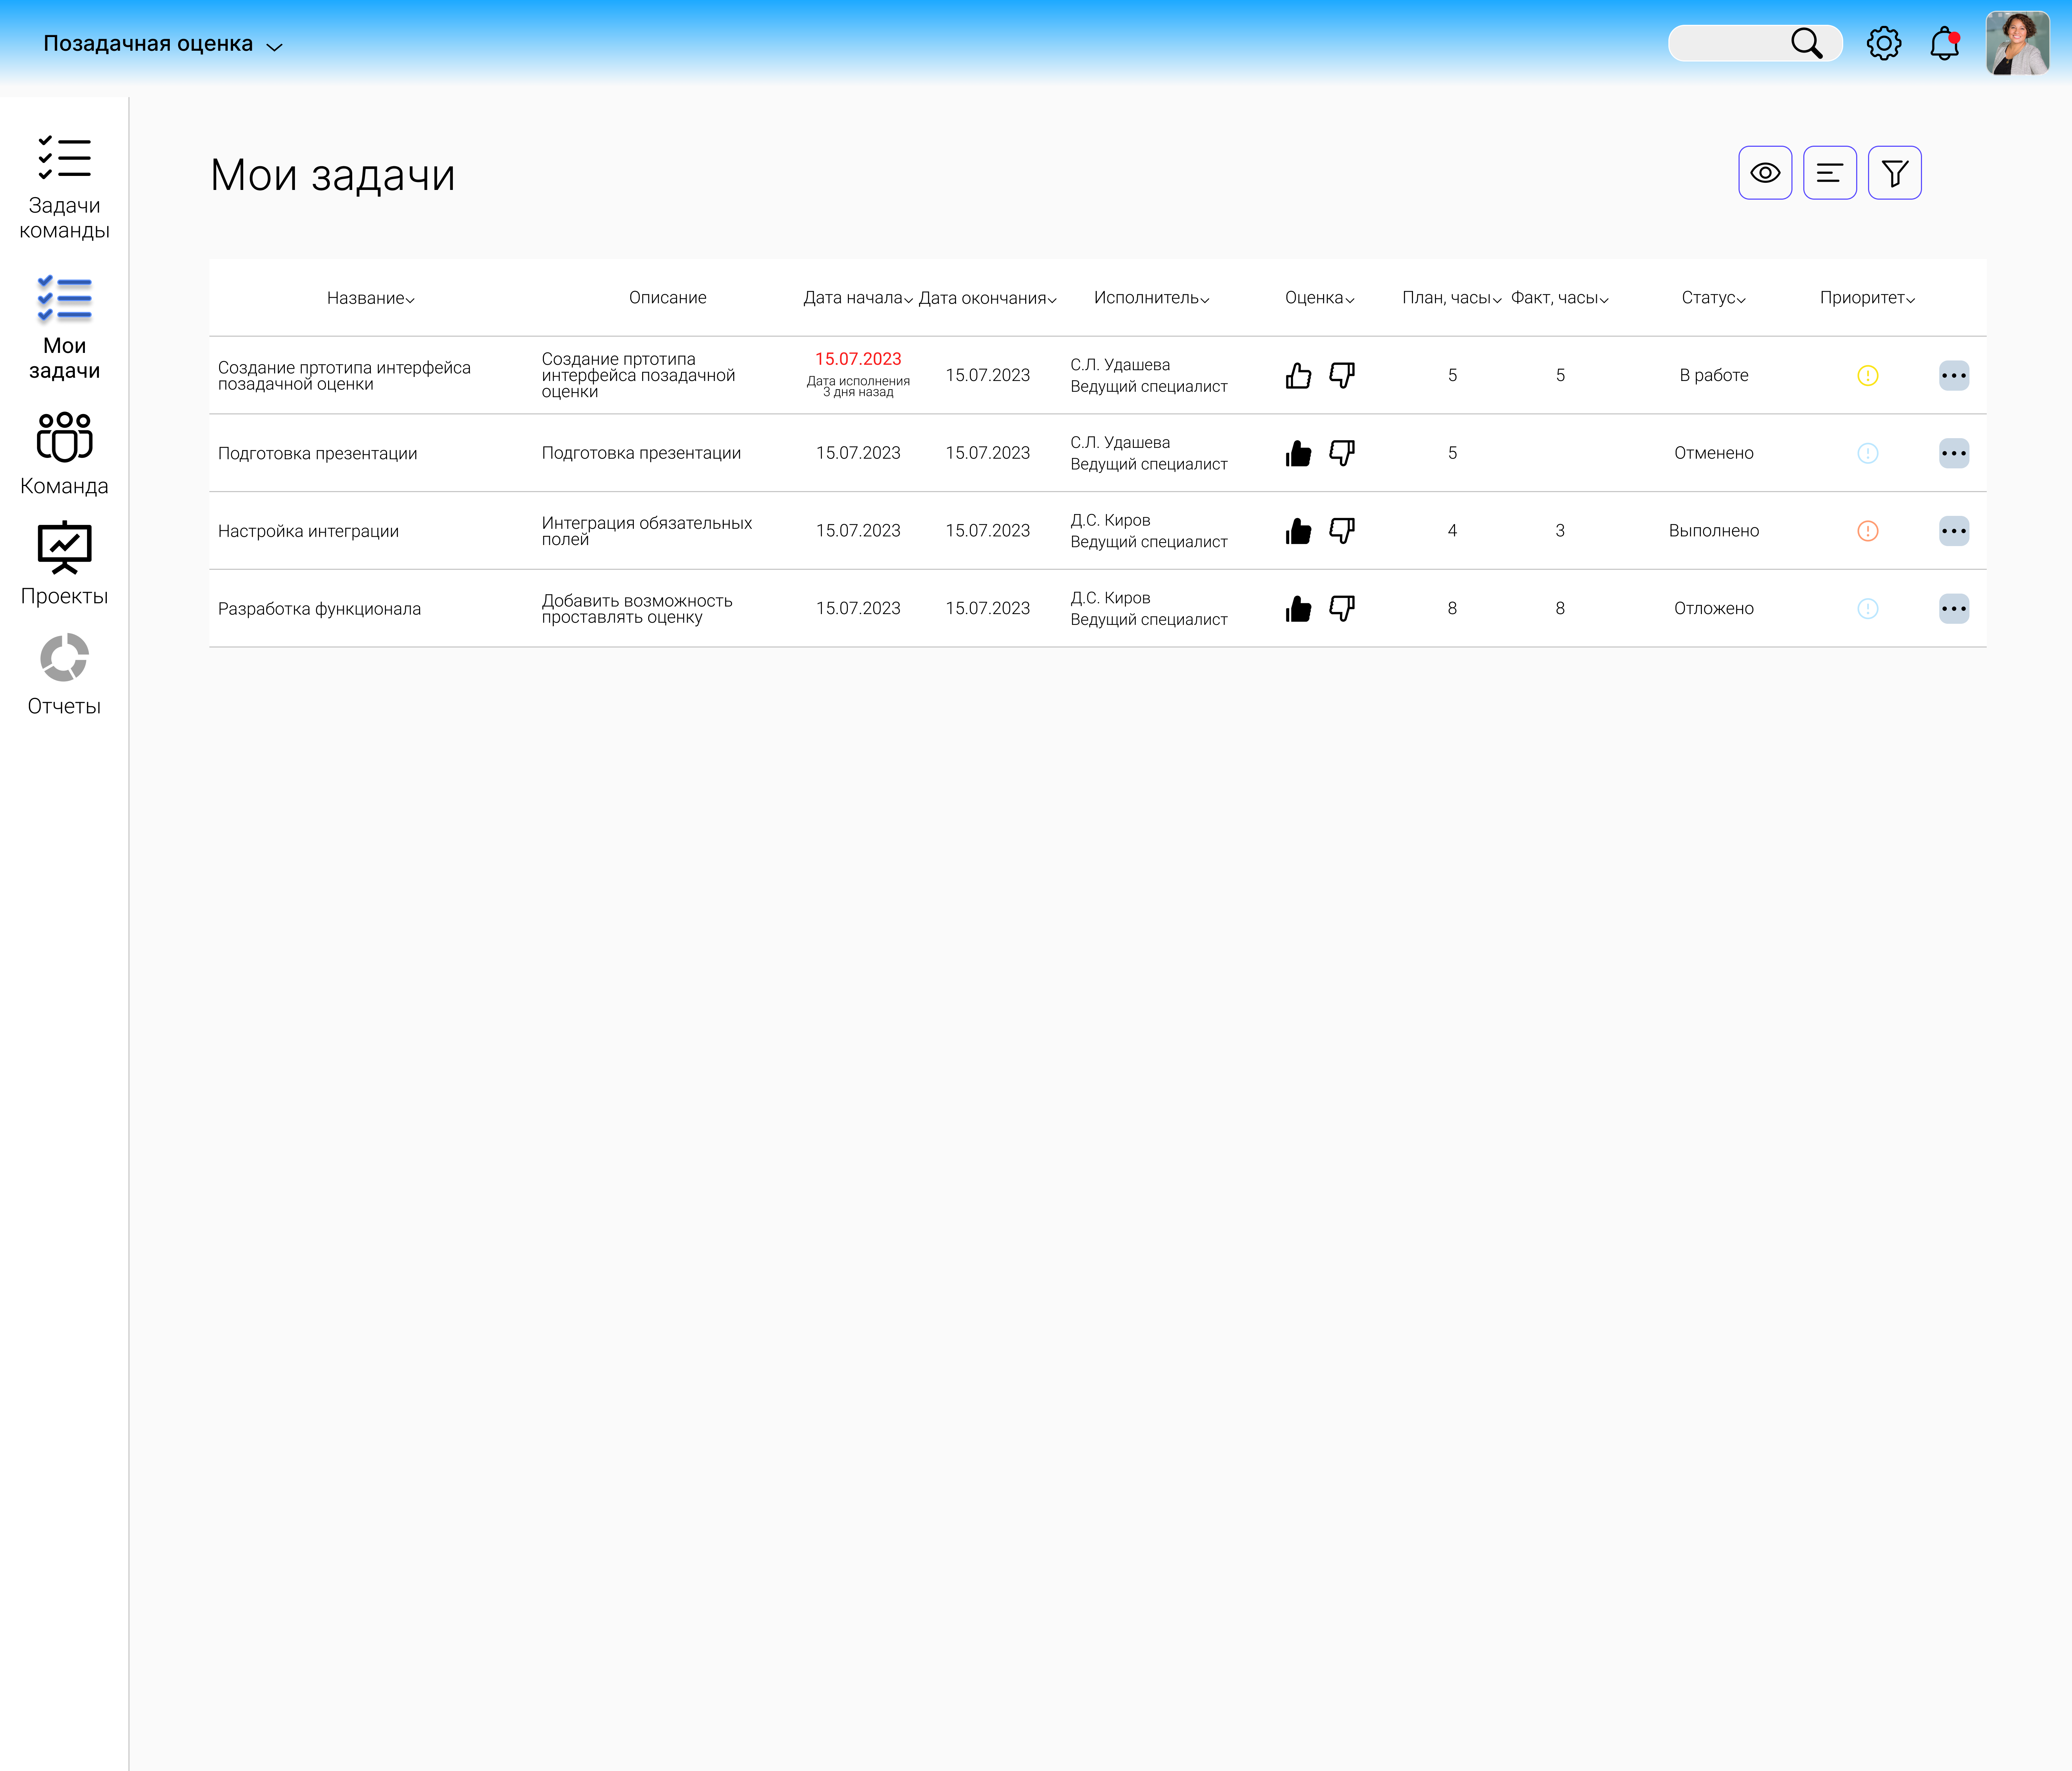 Позадачная оценка
Задачи
команды
Мои
задачи
Команда
Проекты
Отчеты
Мои задачи
Название
Описание
Дата начала
Дата окончания
Исполнитель
Оценка
План, часы
Факт, часы
Статус
Приоритет
Создание пртотипа интерфейса
позадачной оценки
Создание пртотипа
интерфейса позадачной
оценки
15.07.2023
Дата исполнения
3 дня назад
15.07.2023
С.Л. Удашева
Ведущий специалист
5
5
В работе
Подготовка презентации
Подготовка презентации
15.07.2023
15.07.2023
С.Л. Удашева
Ведущий специалист
5
Отменено
Настройка интеграции
Интеграция обязательных
полей
15.07.2023
15.07.2023
Д.С. Киров
Ведущий специалист
4
3
Выполнено
Разработка функционала
Добавить возможность
проставлять оценку
15.07.2023
15.07.2023
Д.С. Киров
Ведущий специалист
8
8
Отложено